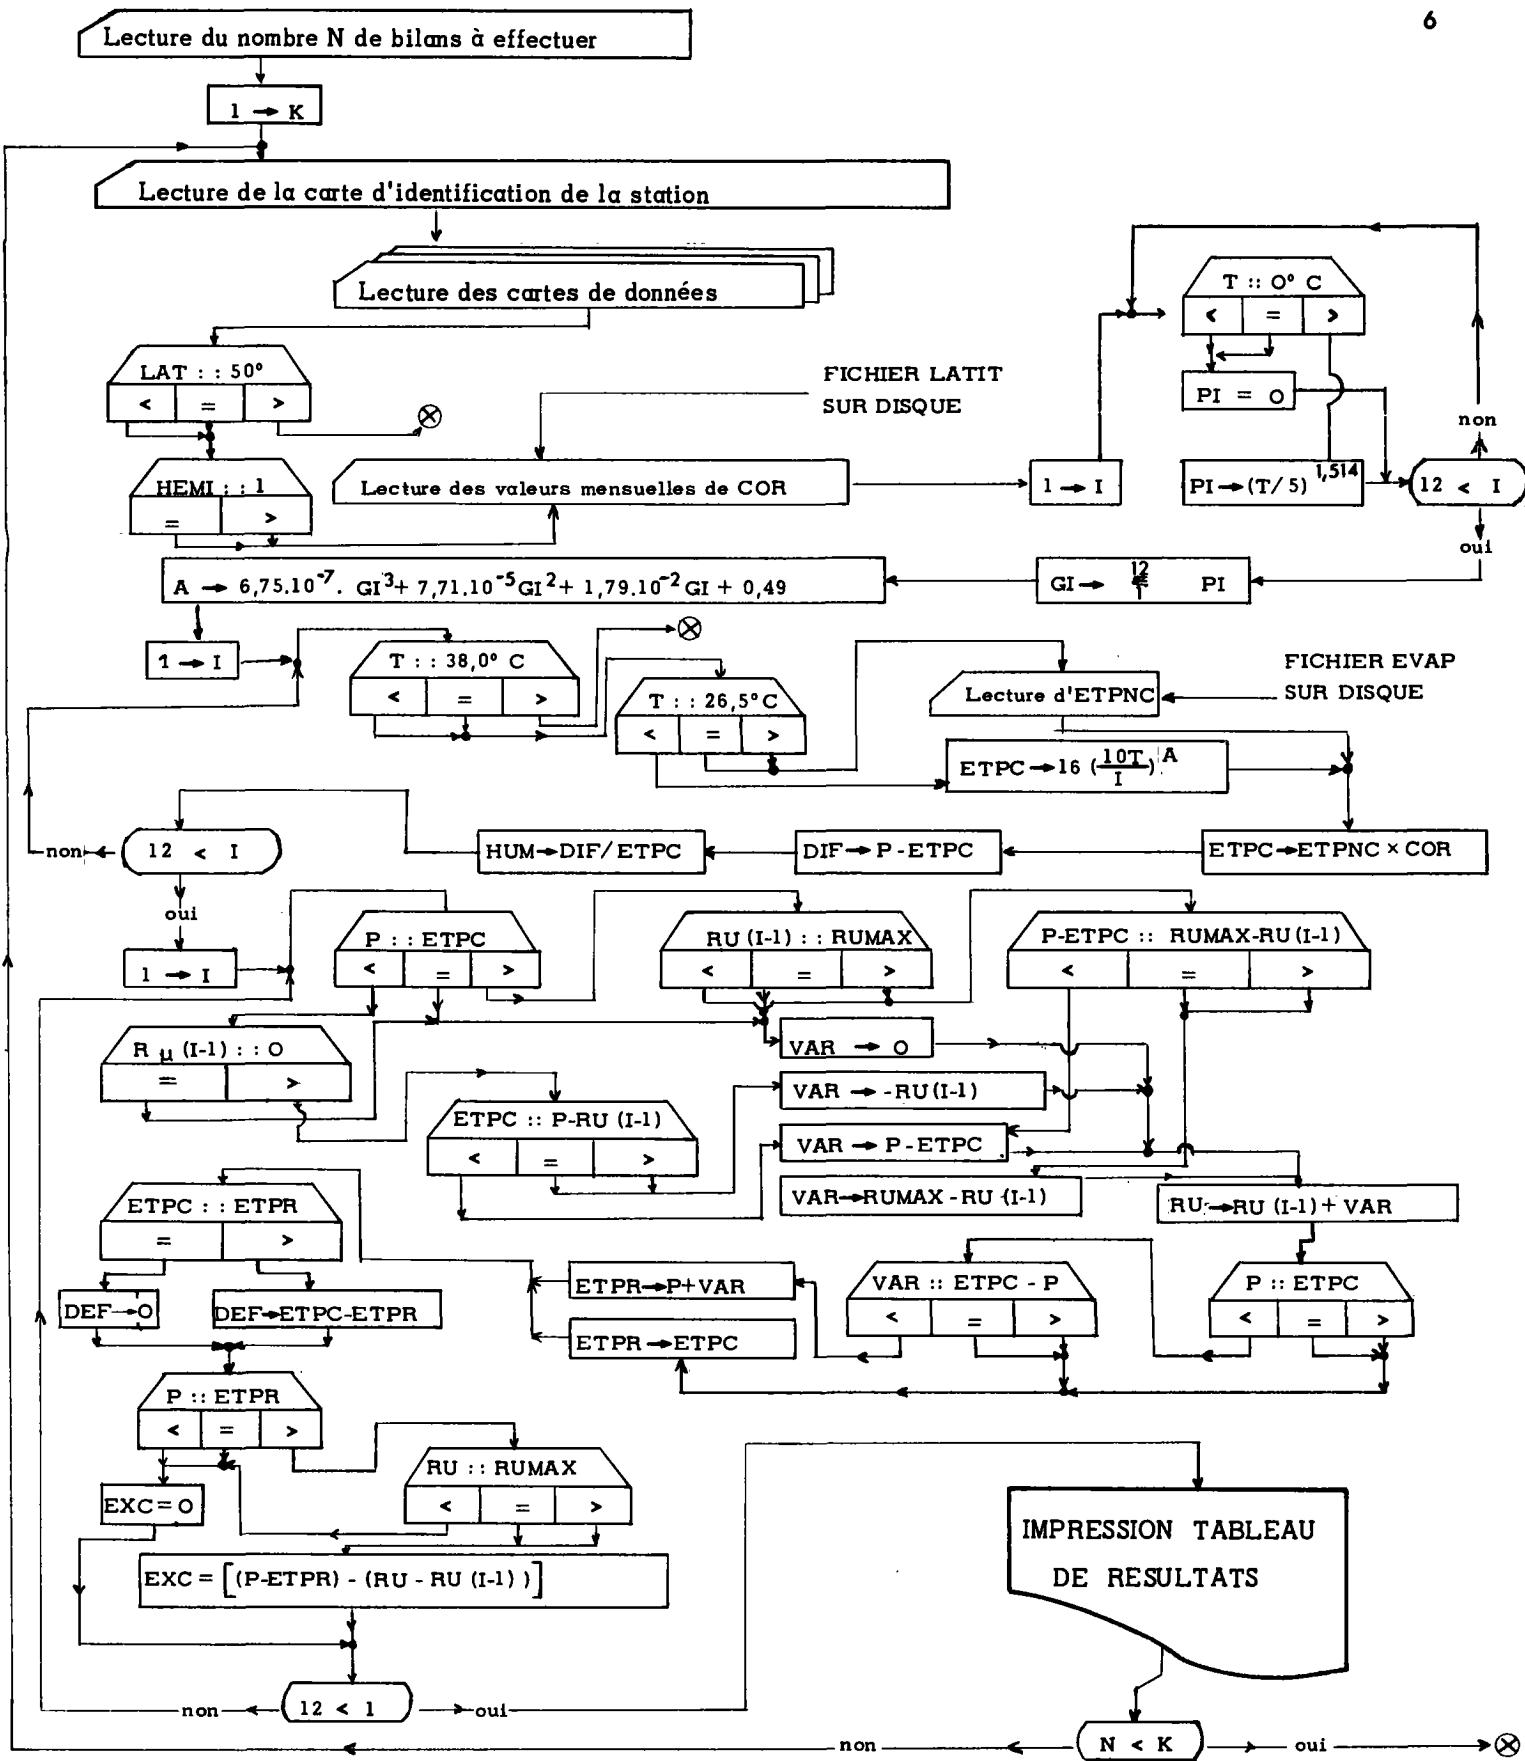 6
Lecture du nombre N de bilans à effectuer
1 → K
Lecture de la carte d'identification de la station
Lecture des cartes de données
T :: 0° C
< = >
LAT : : 50°
< = >
FICHIER LATIT
SUR DISQUE
PI = 0
non
HEMI : : 1
= >
Lecture des valeurs mensuelles de COR
1 → I
PI → (T/5) 1,514
12 < I
oui
A → 6,75.10-7. GI3 + 7,71.10-5 GI2 + 1,79.10-2 GI + 0,49
GI → 12 Σ 1 PI
1 → I
T : : 38,0° C
< = >
T : : 26,5° C
< = >
Lecture d'ETPNC
FICHIER EVAP
SUR DISQUE
ETPC → 16 (10T/I) A
non
12 < I
HUM → DIF/ETPC
DIF → P - ETPC
ETPC → ETPNC × COR
oui
1 → I
P : : ETPC
< = >
RU (I-1) :: RUMAX
< = >
P-ETPC :: RUMAX-RU (I-1)
< = >
R µ (I-1) : : 0
= >
VAR → 0
VAR → -RU (I-1)
ETPC :: P-RU (I-1)
< = >
VAR → P - ETPC
VAR → RUMAX - RU (I-1)
RU → RU (I-1) + VAR
ETPC :: ETPR
= >
DEF → 0
DEF → ETPC-ETPR
ETPR → P+VAR
ETPR → ETPC
VAR :: ETPC - P
< = >
P :: ETPC
< = >
P :: ETPR
< = >
RU :: RUMAX
< = >
EXC = 0
EXC = [(P-ETPR) - (RU - RU (I-1) )]
IMPRESSION TABLEAU
DE RESULTATS
non
12 < 1
oui
non
N < K
oui